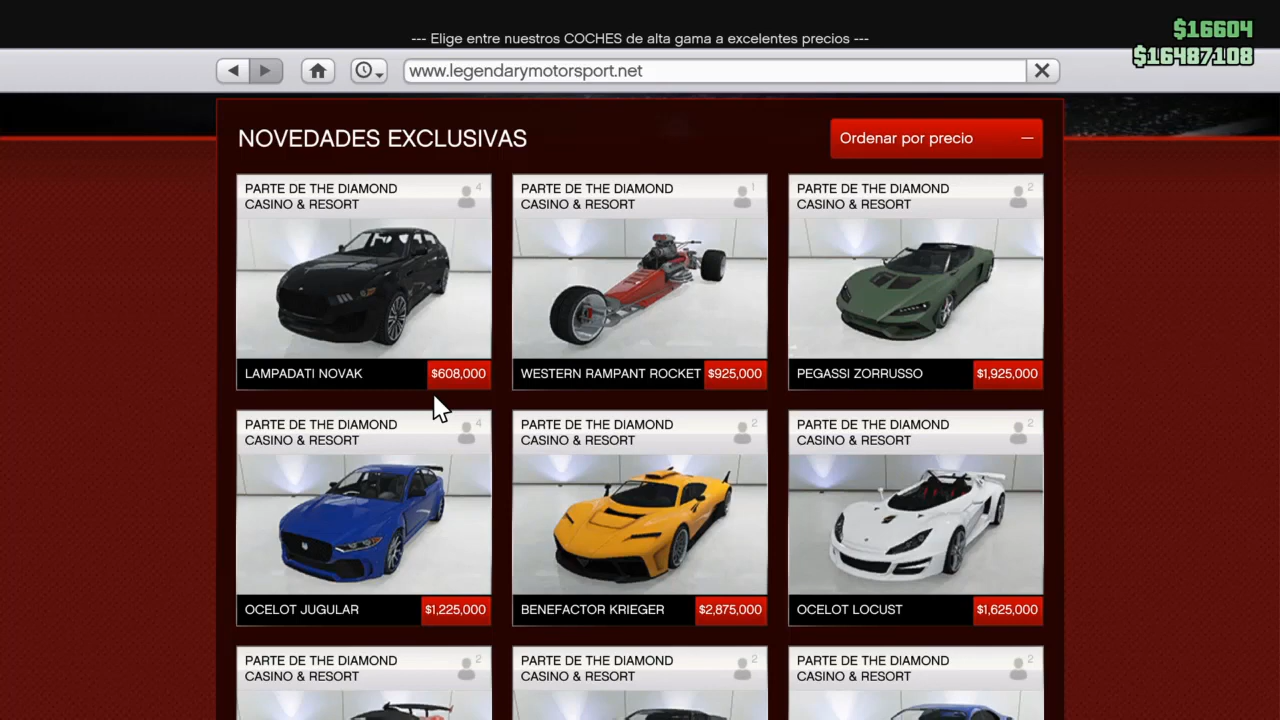 --- Elige entre nuestros COCHES de alta gama a excelentes precios ---
$16604
$16487108
www.legendarymotorsport.net
NOVEDADES EXCLUSIVAS
Ordenar por precio
PARTE DE THE DIAMOND
CASINO & RESORT
4
LAMPADATI NOVAK
$608,000
PARTE DE THE DIAMOND
CASINO & RESORT
1
WESTERN RAMPANT ROCKET
$925,000
PARTE DE THE DIAMOND
CASINO & RESORT
2
PEGASSI ZORRUSSO
$1,925,000
PARTE DE THE DIAMOND
CASINO & RESORT
4
OCELOT JUGULAR
$1,225,000
PARTE DE THE DIAMOND
CASINO & RESORT
2
BENEFACTOR KRIEGER
$2,875,000
PARTE DE THE DIAMOND
CASINO & RESORT
2
OCELOT LOCUST
$1,625,000
PARTE DE THE DIAMOND
CASINO & RESORT
2
PARTE DE THE DIAMOND
CASINO & RESORT
2
PARTE DE THE DIAMOND
CASINO & RESORT
2